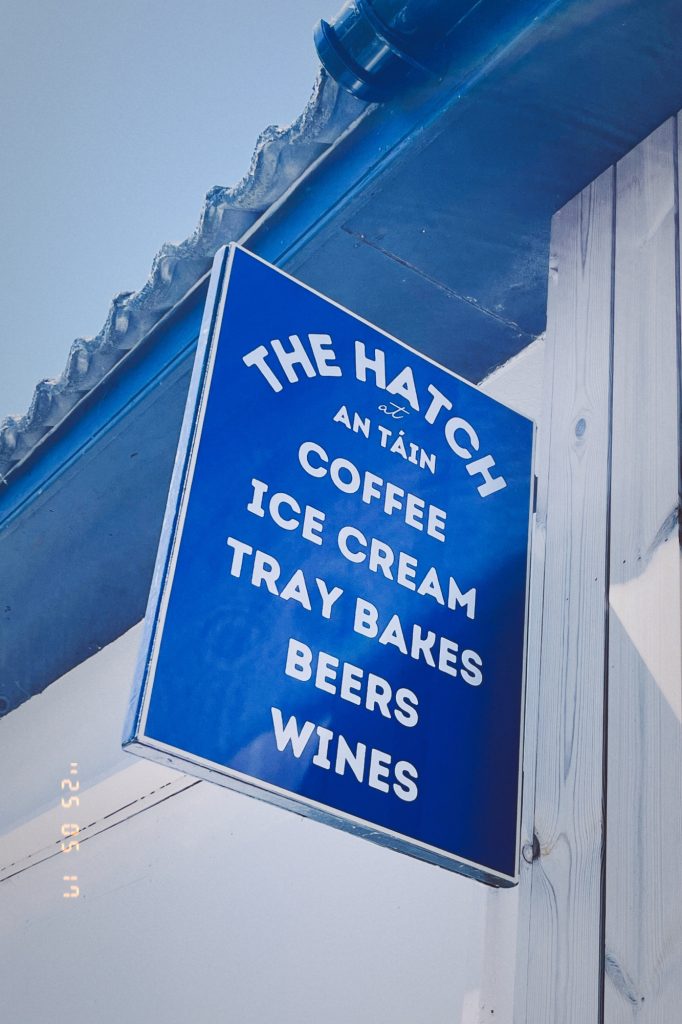 THE HATCH
at
AN TÁIN
COFFEE
ICE CREAM
TRAY BAKES
BEERS
WINES